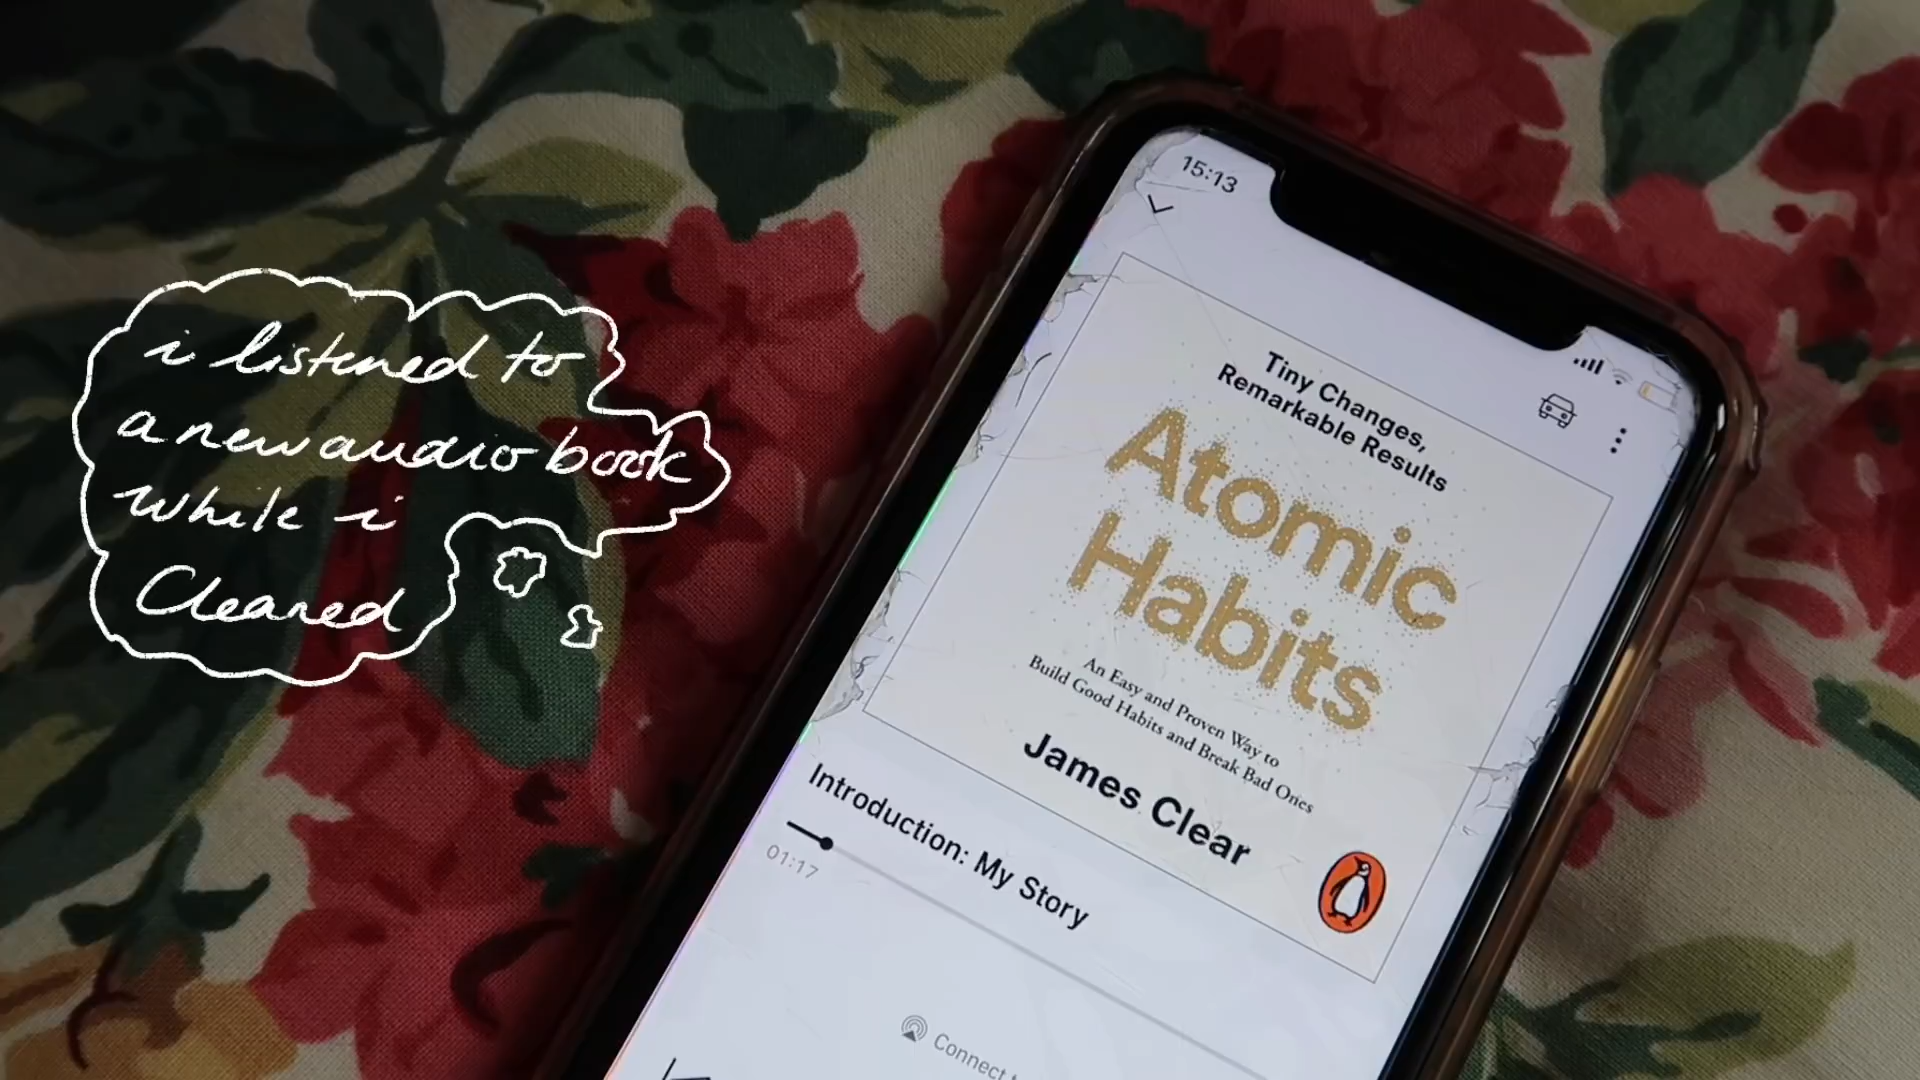 i listened to
a new audio book
while i
Cleaned
15:13
Tiny Changes,
Remarkable Results
Atomic
Habits
An Easy and Proven Way to
Build Good Habits and Break Bad Ones
James Clear
Introduction: My Story
01:17
Connect